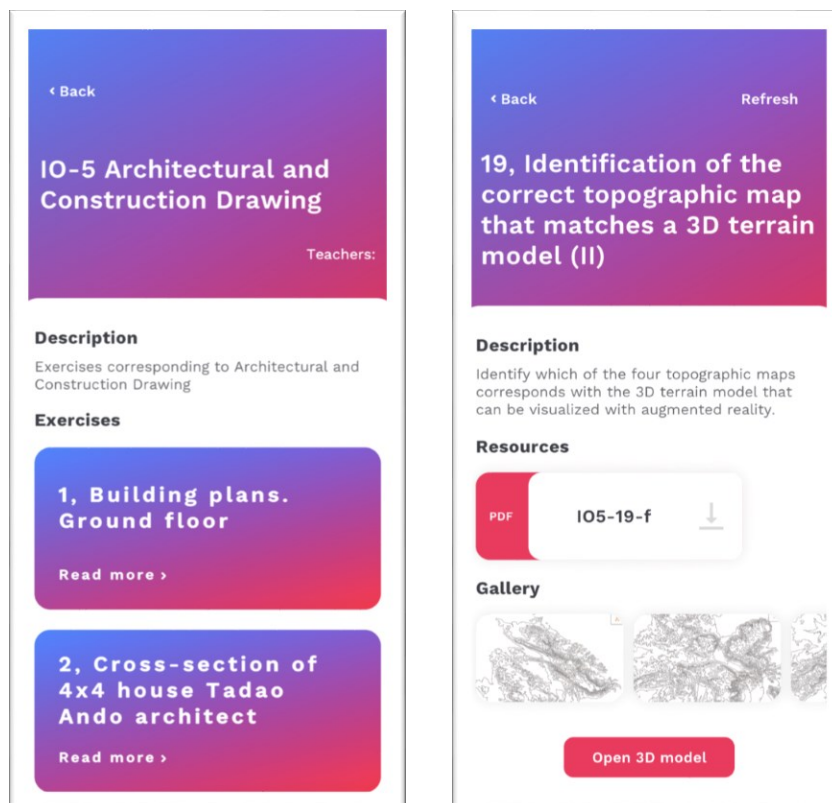 ‹ Back
IO-5 Architectural and
Construction Drawing
Teachers:
Description
Exercises corresponding to Architectural and
Construction Drawing
Exercises
1, Building plans.
Ground floor
Read more ›
2, Cross-section of
4x4 house Tadao
Ando architect
Read more ›
‹ Back
Refresh
19, Identification of the
correct topographic map
that matches a 3D terrain
model (II)
Description
Identify which of the four topographic maps
corresponds with the 3D terrain model that
can be visualized with augmented reality.
Resources
PDF
IO5-19-f
Gallery
Open 3D model